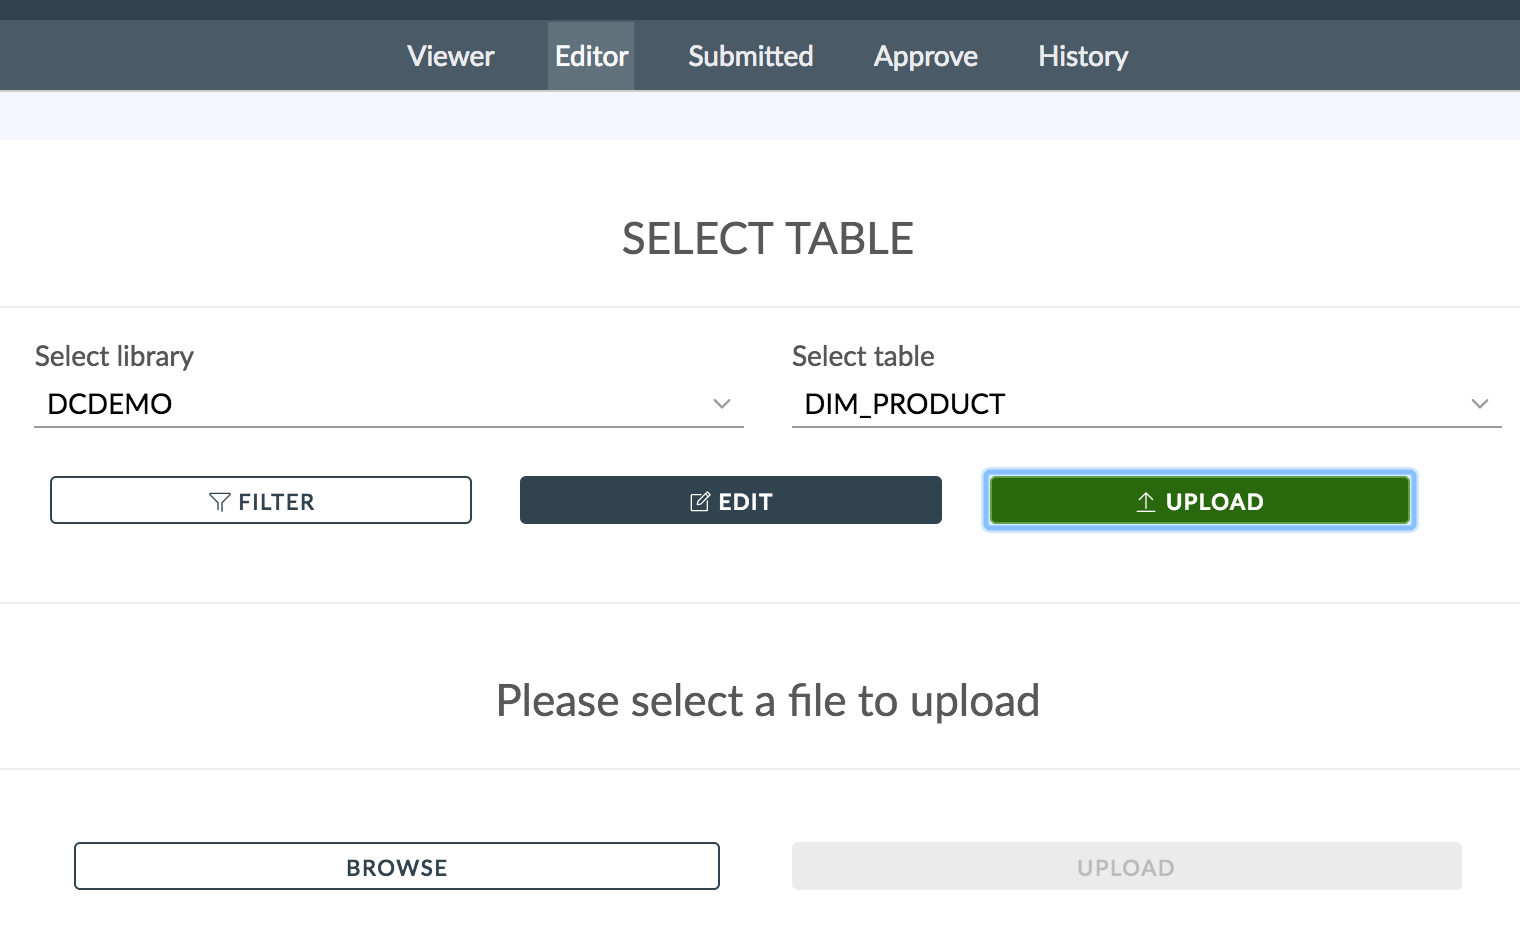 Viewer Editor Submitted Approve History
SELECT TABLE
Select library
DCDEMO
Select table
DIM_PRODUCT
FILTER
EDIT
UPLOAD
Please select a file to upload
BROWSE
UPLOAD